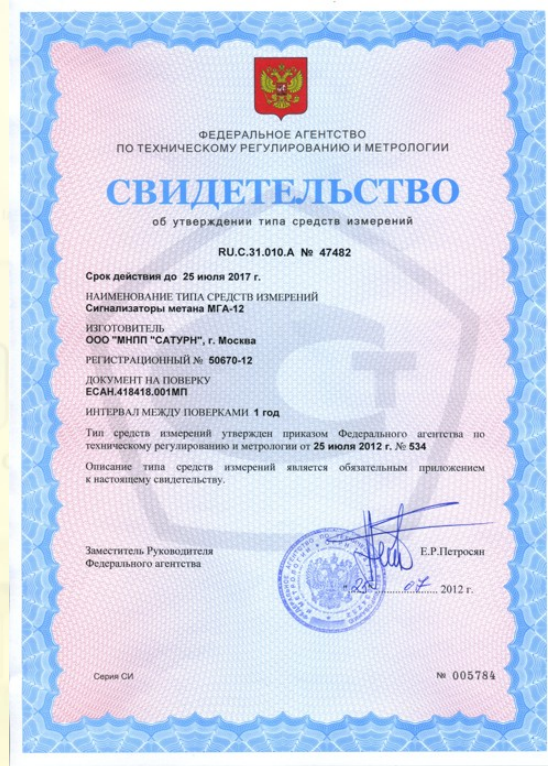 ФЕДЕРАЛЬНОЕ АГЕНТСТВО
ПО ТЕХНИЧЕСКОМУ РЕГУЛИРОВАНИЮ И МЕТРОЛОГИИ
СВИДЕТЕЛЬСТВО
об утверждении типа средств измерений
RU.C.31.010.A № 47482
Срок действия до 25 июля 2017 г.
НАИМЕНОВАНИЕ ТИПА СРЕДСТВ ИЗМЕРЕНИЙ
Сигнализаторы метана МГА-12
ИЗГОТОВИТЕЛЬ
ООО "МНПП "САТУРН", г. Москва
РЕГИСТРАЦИОННЫЙ № 50670-12
ДОКУМЕНТ НА ПОВЕРКУ
ЕСАН.418418.001МП
ИНТЕРВАЛ МЕЖДУ ПОВЕРКАМИ 1 год
Тип средств измерений утвержден приказом Федерального агентства по
техническому регулированию и метрологии от 25 июля 2012 г. № 534
Описание типа средств измерений является обязательным приложением
к настоящему свидетельству.
Заместитель Руководителя
Федерального агентства
Е.Р.Петросян
25 07 2012 г.
Серия СИ
№ 005784